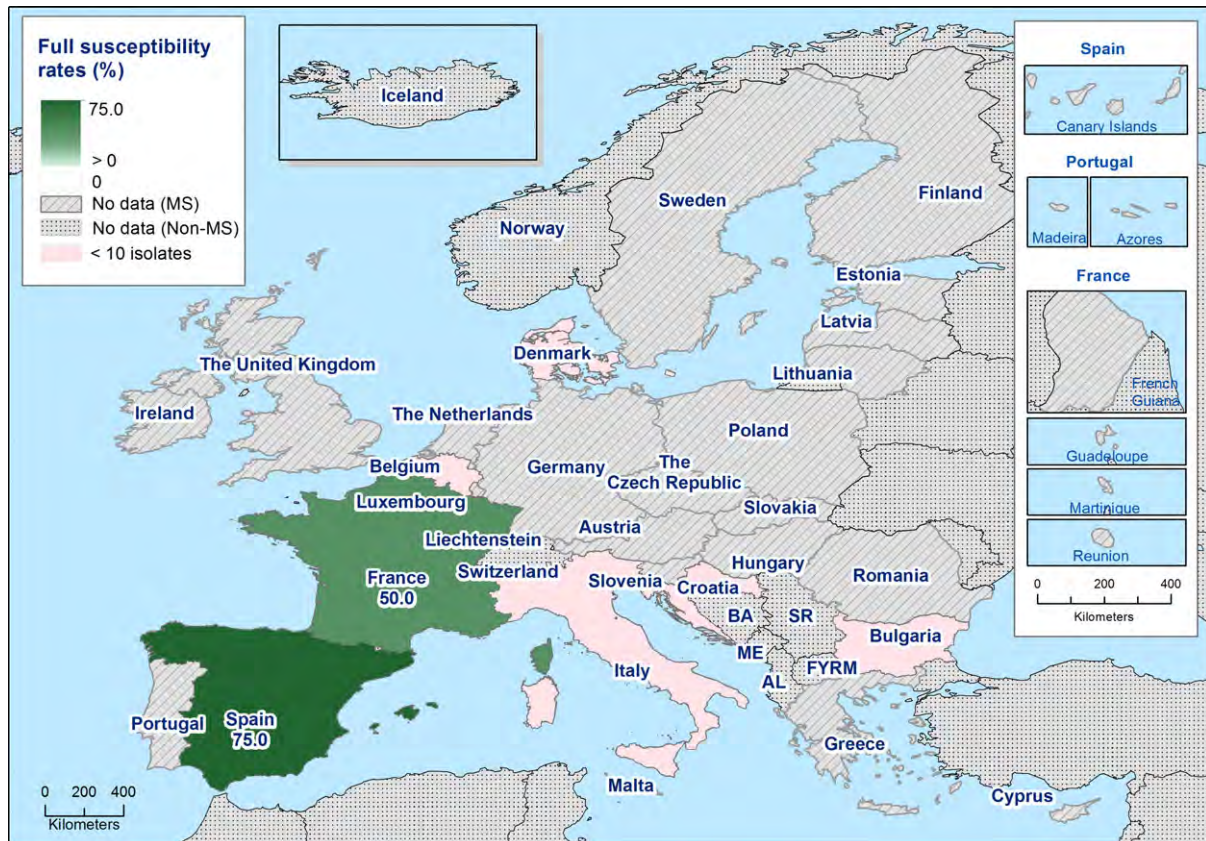 Full susceptibility
rates (%)
75.0
> 0
0
No data (MS)
No data (Non-MS)
< 10 isolates
Iceland
Norway
Sweden
Finland
Estonia
Latvia
Lithuania
Denmark
The United Kingdom
Ireland
The Netherlands
Belgium
Luxembourg
Germany
Poland
The
Czech Republic
Slovakia
Austria
Liechtenstein
Switzerland
Hungary
Romania
Slovenia
Croatia
France
50.0
BA
SR
Bulgaria
ME
FYRM
AL
Italy
Portugal
Spain
75.0
Greece
Malta
Cyprus
0 200 400
Kilometers
Spain
Canary Islands
Portugal
Madeira
Azores
France
French
Guiana
Guadeloupe
Martinique
Reunion
0 200 400
Kilometers